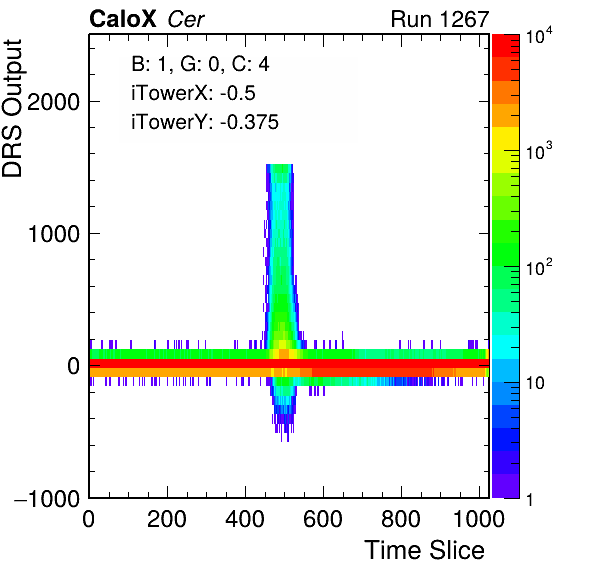 CaloX Cer Run 1267
B: 1, G: 0, C: 4
iTowerX: -0.5
iTowerY: -0.375
DRS Output
2000
1000
0
−1000
0 200 400 600 800 1000
Time Slice
10⁴
10³
10²
10
1